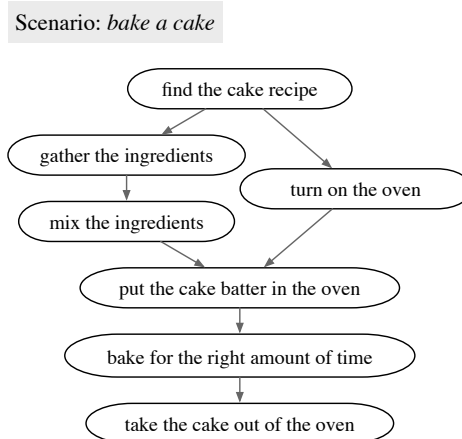 Scenario: bake a cake
find the cake recipe
gather the ingredients
turn on the oven
mix the ingredients
put the cake batter in the oven
bake for the right amount of time
take the cake out of the oven